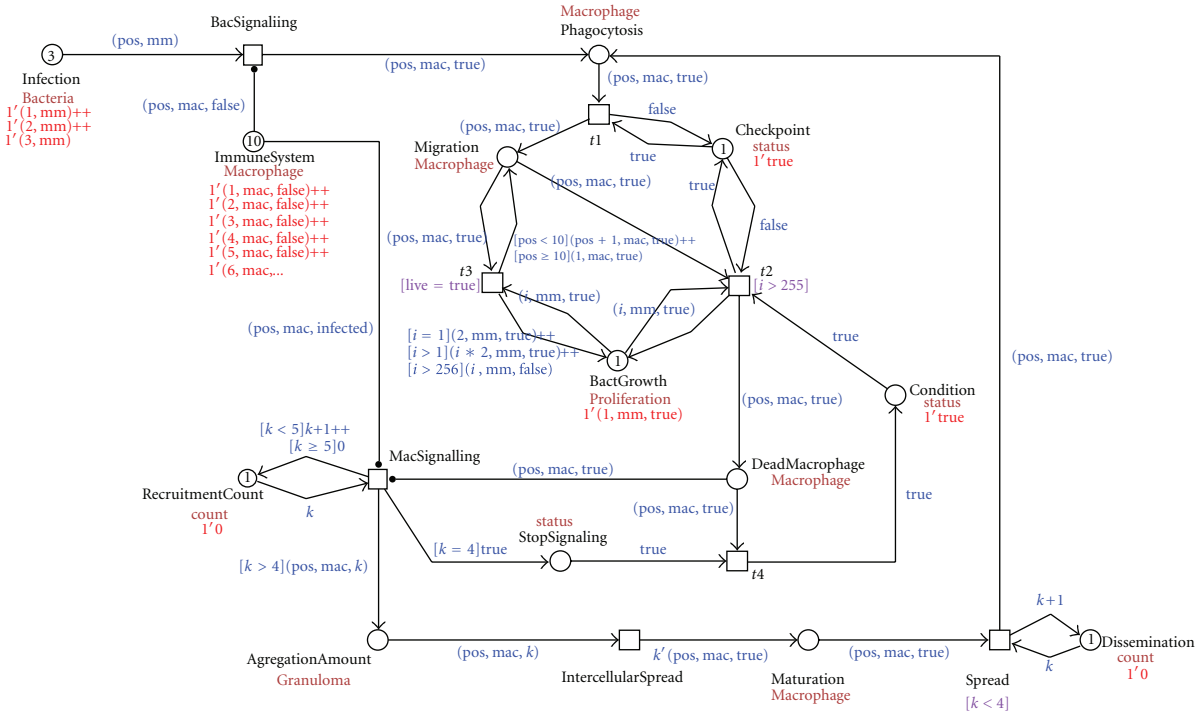 BacSignaliing
(pos, mm)
3
Infection
Bacteria
1′(1, mm)++
1′(2, mm)++
1′(3, mm)
(pos, mac, false)
10
ImmuneSystem
Macrophage
1′(1, mac, false)++
1′(2, mac, false)++
1′(3, mac, false)++
1′(4, mac, false)++
1′(5, mac, false)++
1′(6, mac,...
(pos, mac, true)
Macrophage
Phagocytosis
(pos, mac, true)
t1
false
true
Checkpoint
status
1′true
1
(pos, mac, true)
Migration
Macrophage
(pos, mac, true)
true
false
(pos, mac, true)
[pos < 10](pos + 1, mac, true)++
[pos ≥ 10](1, mac, true)
t3
[live = true]
t2
[i > 255]
(i, mm, true)
(i, mm, true)
[i = 1](2, mm, true)++
[i > 1](i ∗ 2, mm, true)++
[i > 256](i , mm, false)
1
BactGrowth
Proliferation
1′(1, mm, true)
true
Condition
status
1′true
(pos, mac, true)
(pos, mac, true)
(pos, mac, infected)
[k < 5]k+1++
[k ≥ 5]0
MacSignalling
1
RecruitmentCount
count
1′0
k
(pos, mac, true)
DeadMacrophage
Macrophage
(pos, mac, true)
true
status
StopSignaling
[k = 4]true
true
t4
[k > 4](pos, mac, k)
AgregationAmount
Granuloma
(pos, mac, k)
IntercellularSpread
k′(pos, mac, true)
Maturation
Macrophage
(pos, mac, true)
Spread
[k < 4]
k+1
k
1
Dissemination
count
1′0